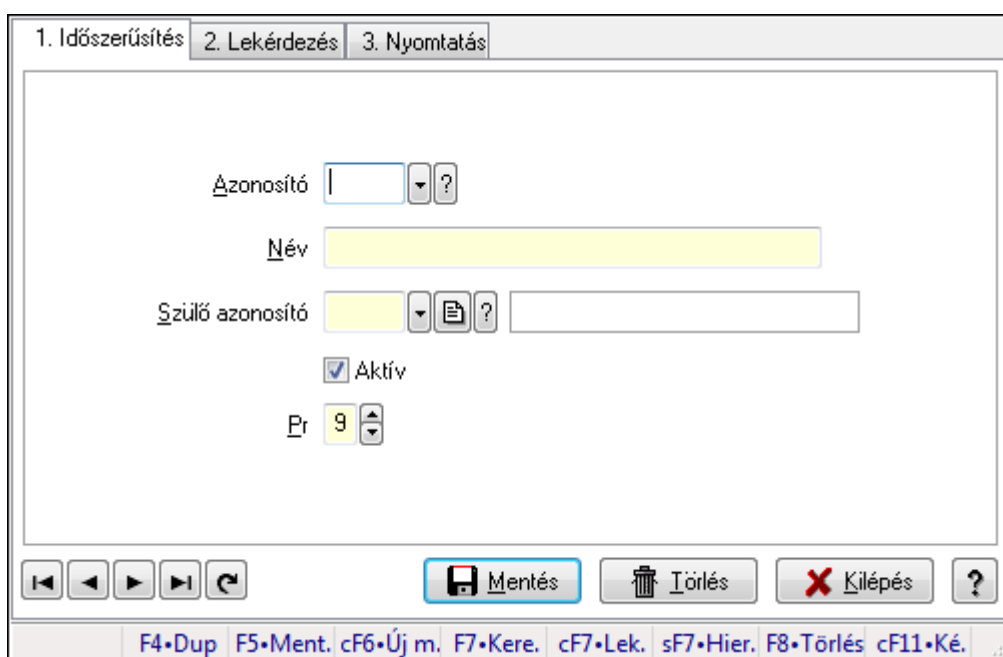 1. Időszerűsítés 2. Lekérdezés 3. Nyomtatás
Azonosító ?
Név
Szülő azonosító ?
Aktív
Pr 9
Mentés Törlés Kilépés ?
F4•Dup F5•Ment. cF6•Új m. F7•Kere. cF7•Lek. sF7•Hier. F8•Törlés cF11•Ké.